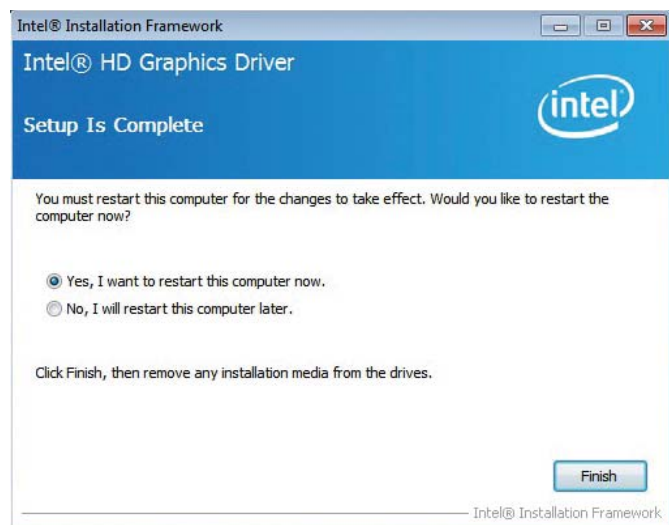 Intel® Installation Framework
Intel® HD Graphics Driver
Setup Is Complete
intel
You must restart this computer for the changes to take effect. Would you like to restart the
computer now?
Yes, I want to restart this computer now.
No, I will restart this computer later.
Click Finish, then remove any installation media from the drives.
Finish
Intel® Installation Framework